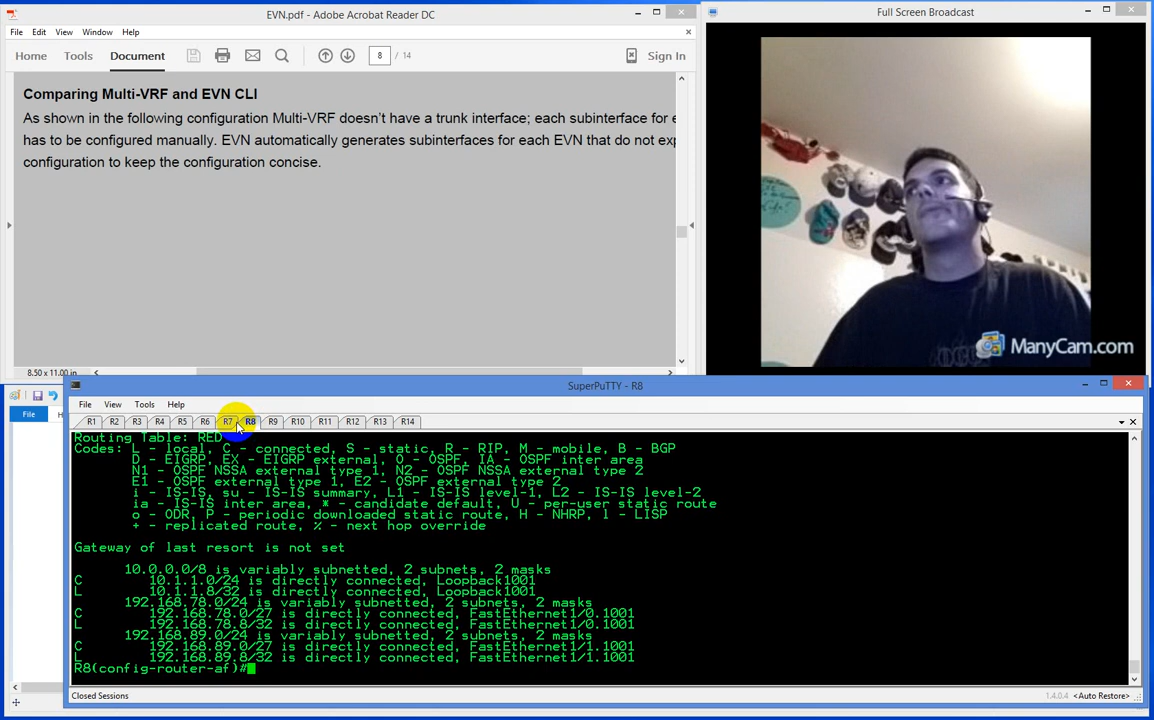 EVN.pdf - Adobe Acrobat Reader DC
File Edit View Window Help
Home Tools Document 8 / 14 Sign In
Comparing Multi-VRF and EVN CLI
As shown in the following configuration Multi-VRF doesn't have a trunk interface; each subinterface for e
has to be configured manually. EVN automatically generates subinterfaces for each EVN that do not exp
configuration to keep the configuration concise.
8.50 x 11.00 in
Full Screen Broadcast
ManyCam.com
File H
SuperPuTTY - R8
File View Tools Help
R1 R2 R3 R4 R5 R6 R7 R8 R9 R10 R11 R12 R13 R14
Routing Table: RED
Codes: L - local, C - connected, S - static, R - RIP, M - mobile, B - BGP
D - EIGRP, EX - EIGRP external, O - OSPF, IA - OSPF inter area
N1 - OSPF NSSA external type 1, N2 - OSPF NSSA external type 2
E1 - OSPF external type 1, E2 - OSPF external type 2
i - IS-IS, su - IS-IS summary, L1 - IS-IS level-1, L2 - IS-IS level-2
ia - IS-IS inter area, * - candidate default, U - per-user static route
o - ODR, P - periodic downloaded static route, H - NHRP, l - LISP
+ - replicated route, % - next hop override
Gateway of last resort is not set
10.0.0.0/8 is variably subnetted, 2 subnets, 2 masks
C 10.1.1.0/24 is directly connected, Loopback1001
L 10.1.1.8/32 is directly connected, Loopback1001
192.168.78.0/24 is variably subnetted, 2 subnets, 2 masks
C 192.168.78.0/27 is directly connected, FastEthernet1/0.1001
L 192.168.78.8/32 is directly connected, FastEthernet1/0.1001
192.168.89.0/24 is variably subnetted, 2 subnets, 2 masks
C 192.168.89.0/27 is directly connected, FastEthernet1/1.1001
L 192.168.89.8/32 is directly connected, FastEthernet1/1.1001
R8(config-router-af)#
Closed Sessions 1.4.0.4 <Auto Restore>